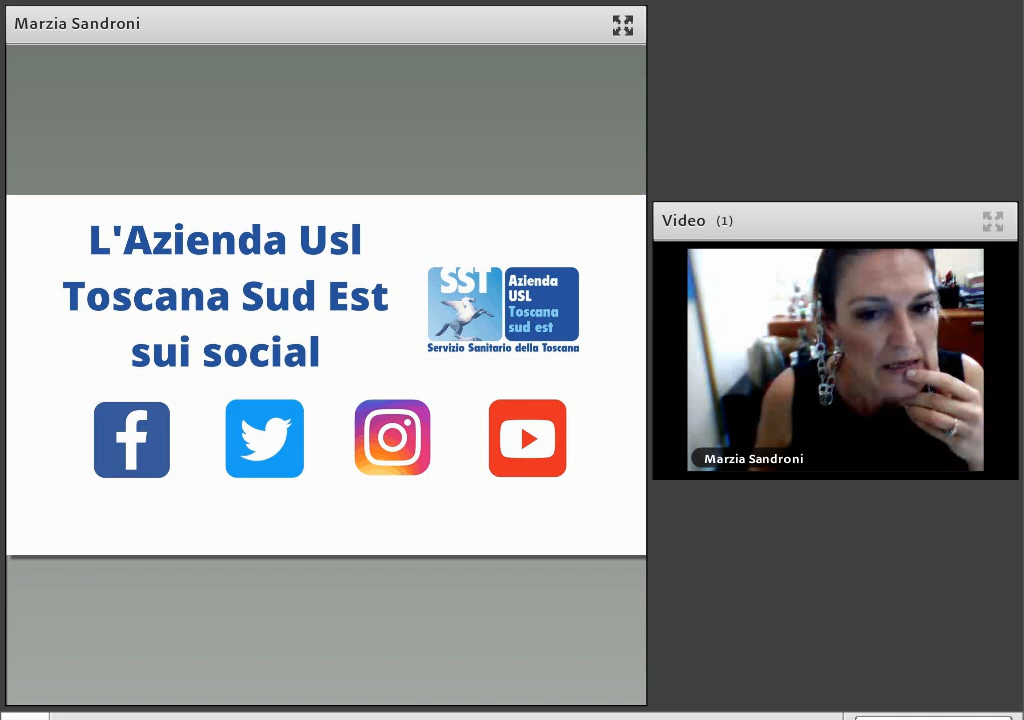 Marzia Sandroni
L'Azienda Usl
Toscana Sud Est
sui social
SST
Azienda
USL
Toscana
sud est
Servizio Sanitario della Toscana
Video (1)
Marzia Sandroni